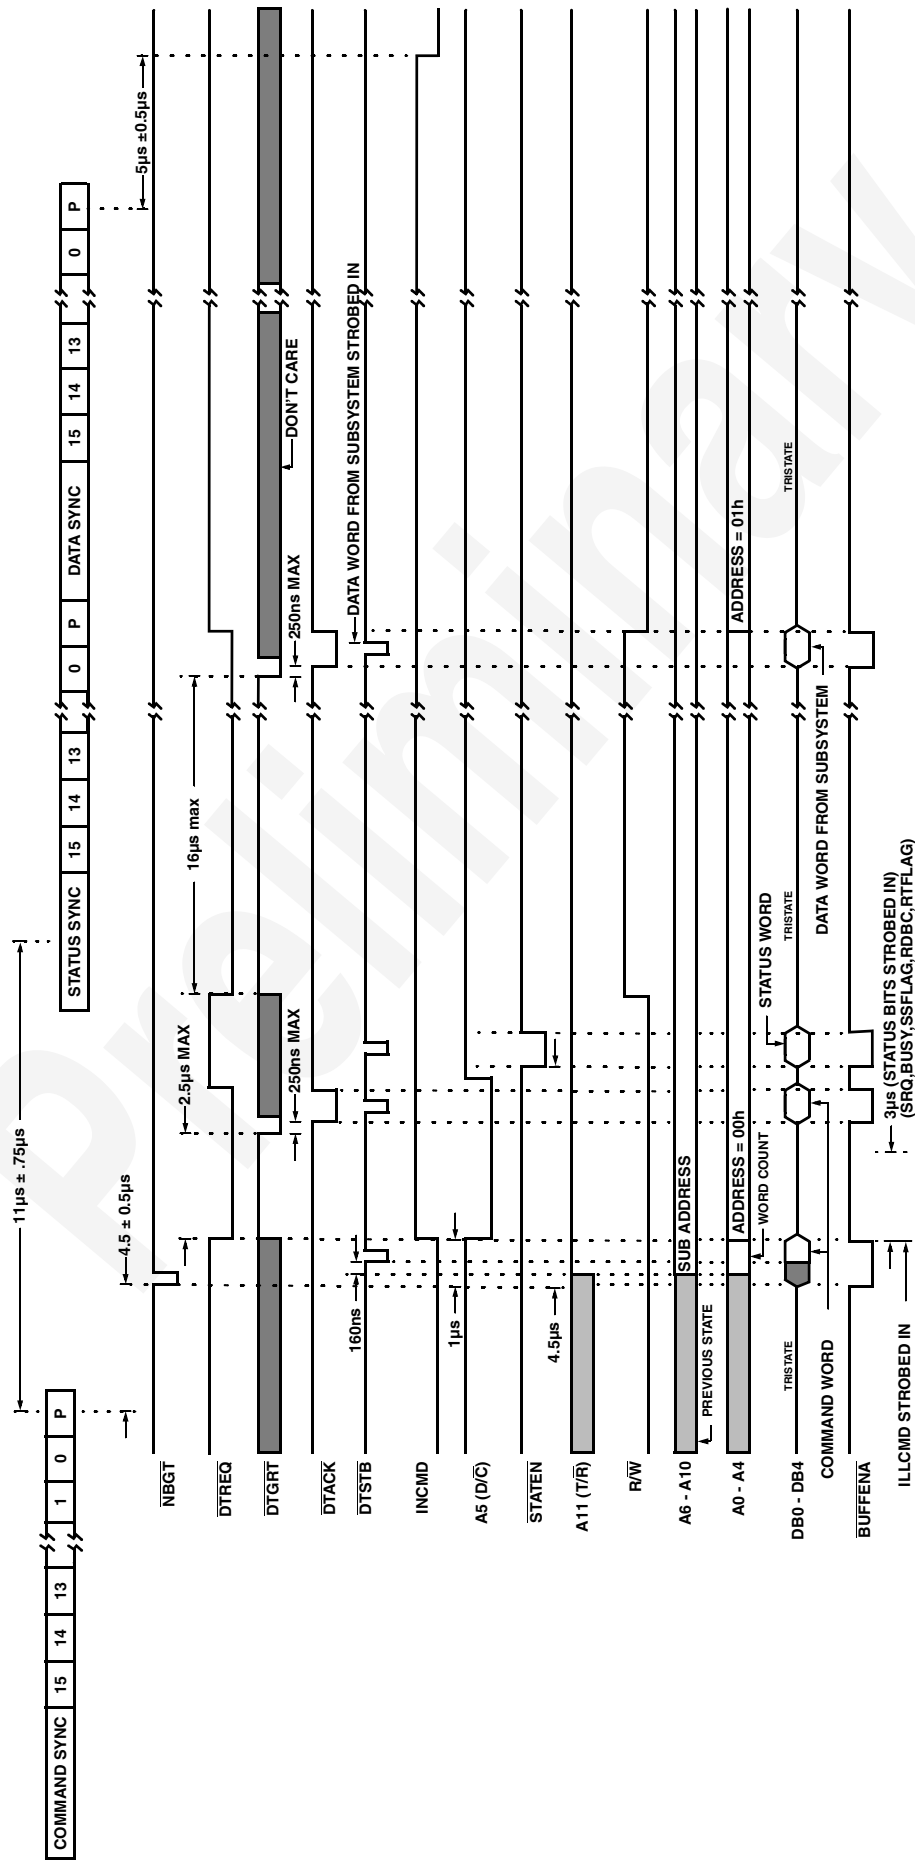 COMMAND SYNC 15 14 13 1 0 P
STATUS SYNC 15 14 13 0 P DATA SYNC 15 14 13 0 P
11µs ± .75µs
4.5 ± 0.5µs
2.5µs MAX
16µs max
5µs ±0.5µs
NBGT
DTREQ
DTGRT
250ns MAX
250ns MAX
DON'T CARE
DTACK
DTSTB
160ns
DATA WORD FROM SUBSYSTEM STROBED IN
INCMD
1µs
A5 (D/C)
STATEN
4.5µs
A11 (T/R)
R/W
A6 - A10
SUB ADDRESS
PREVIOUS STATE
A0 - A4
ADDRESS = 00h
ADDRESS = 01h
WORD COUNT
STATUS WORD
DB0 - DB4
TRISTATE
TRISTATE
TRISTATE
COMMAND WORD
DATA WORD FROM SUBSYSTEM
BUFFENA
3µs (STATUS BITS STROBED IN)
(SRQ,BUSY,SSFLAG,RDBC,RTFLAG)
ILLCMD STROBED IN
Preliminary